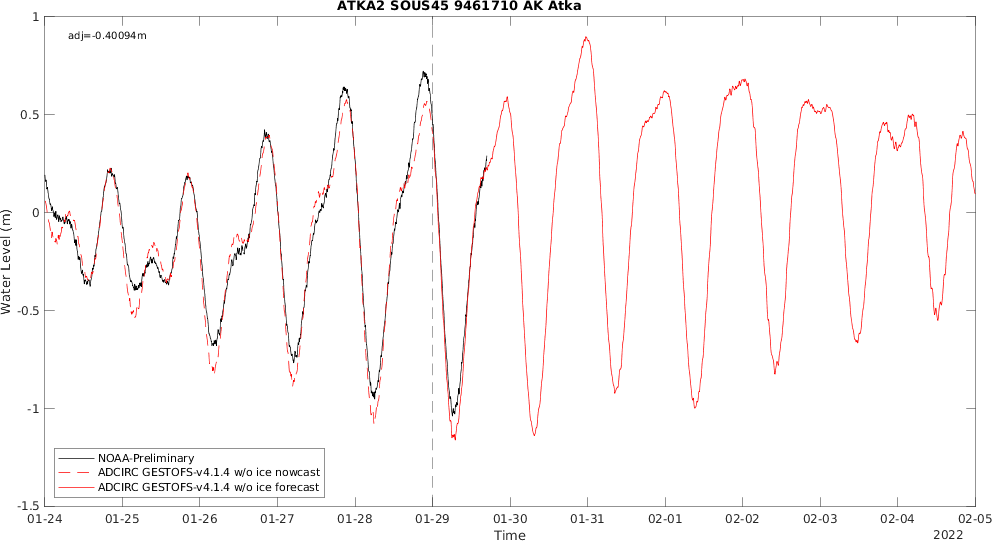 ATKA2 SOUS45 9461710 AK Atka
adj=-0.40094m
1
0.5
0
-0.5
-1
-1.5
Water Level (m)
NOAA-Preliminary
ADCIRC GESTOFS-v4.1.4 w/o ice nowcast
ADCIRC GESTOFS-v4.1.4 w/o ice forecast
01-24 01-25 01-26 01-27 01-28 01-29 01-30 01-31 02-01 02-02 02-03 02-04 02-05
Time
2022